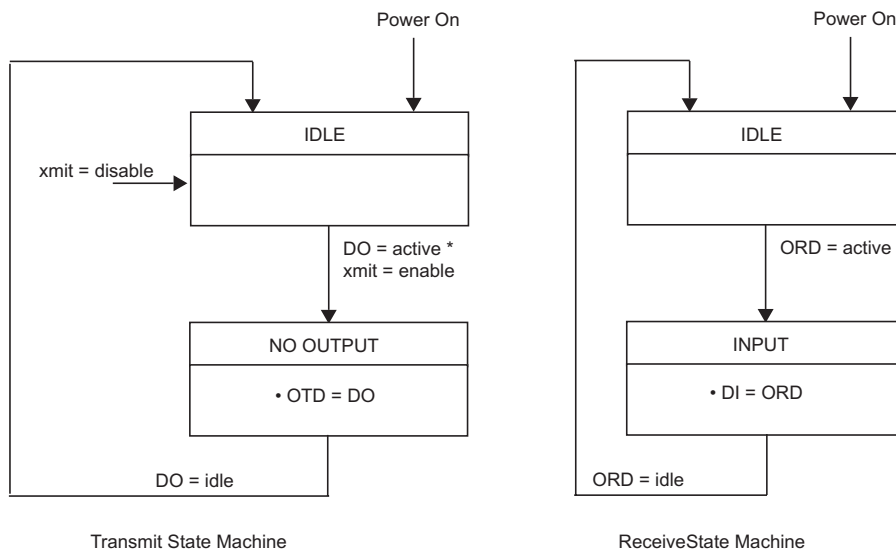 Power On
IDLE
xmit = disable
DO = active *
xmit = enable
NO OUTPUT
• OTD = DO
DO = idle
Transmit State Machine
Power On
IDLE
ORD = active
INPUT
• DI = ORD
ORD = idle
ReceiveState Machine